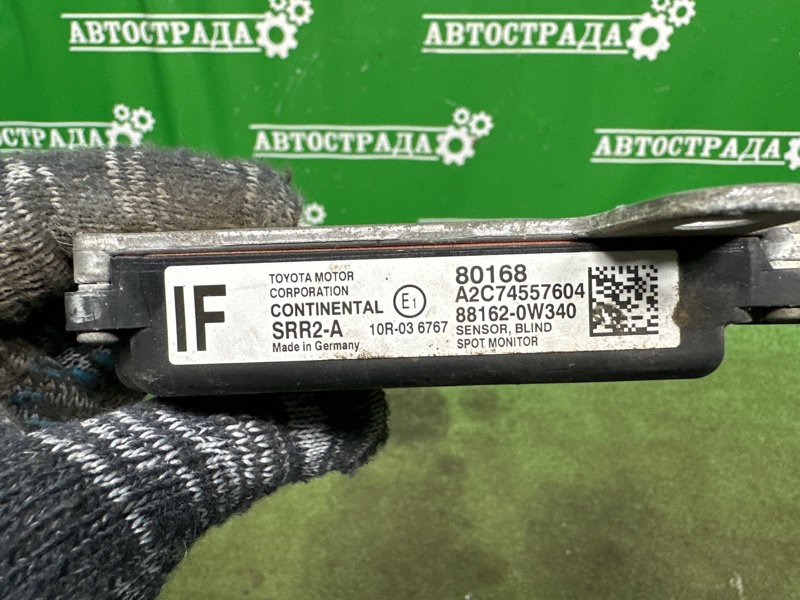 АВТОСТРАДА
АВТОСТРАДА
АВТОСТРАДА
АВТОСТРАДА
АВТОСТРАДА
IF
TOYOTA MOTOR
CORPORATION
CONTINENTAL
SRR2-A
Made in Germany
E1
10R-03 6767
80168
A2C74557604
88162-0W340
SENSOR, BLIND
SPOT MONITOR